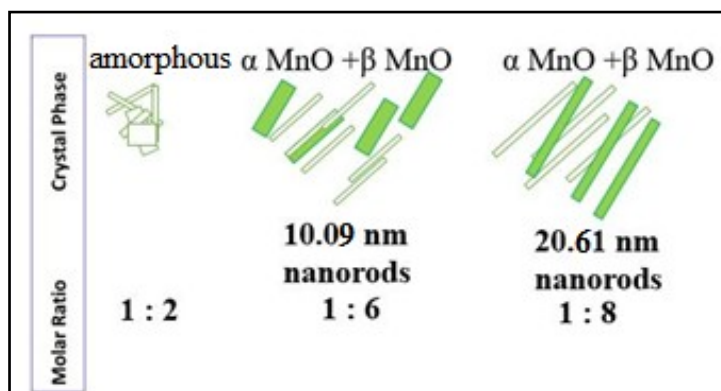 Crystal Phase
amorphous
α MnO +β MnO
α MnO +β MnO
10.09 nm
nanorods
20.61 nm
nanorods
Molar Ratio
1 : 2
1 : 6
1 : 8